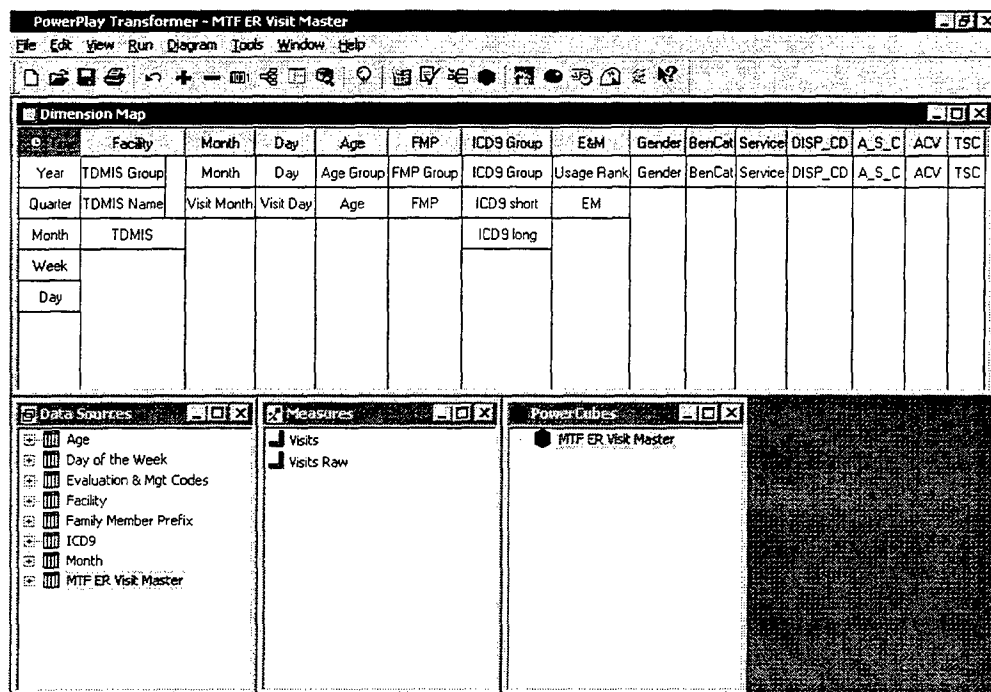 PowerPlay Transformer - MTF ER Visit Master
File Edit View Run Diagram Tools Window Help
Dimension Map
Facility Month Day Age FMP ICD9 Group E&M Gender BenCat Service DISP_CD A_S_C ACV TSC
Year TDMIS Group Month Day Age Group FMP Group ICD9 Group Usage Rank Gender BenCat Service DISP_CD A_S_C ACV TSC
Quarter TDMIS Name Visit Month Visit Day Age FMP ICD9 short EM
Month TDMIS ICD9 long
Week
Day
Data Sources
Age
Day of the Week
Evaluation & Mgt Codes
Facility
Family Member Prefix
ICD9
Month
MTF ER Visit Master
Measures
Visits
Visits Raw
PowerCubes
MTF ER Visit Master